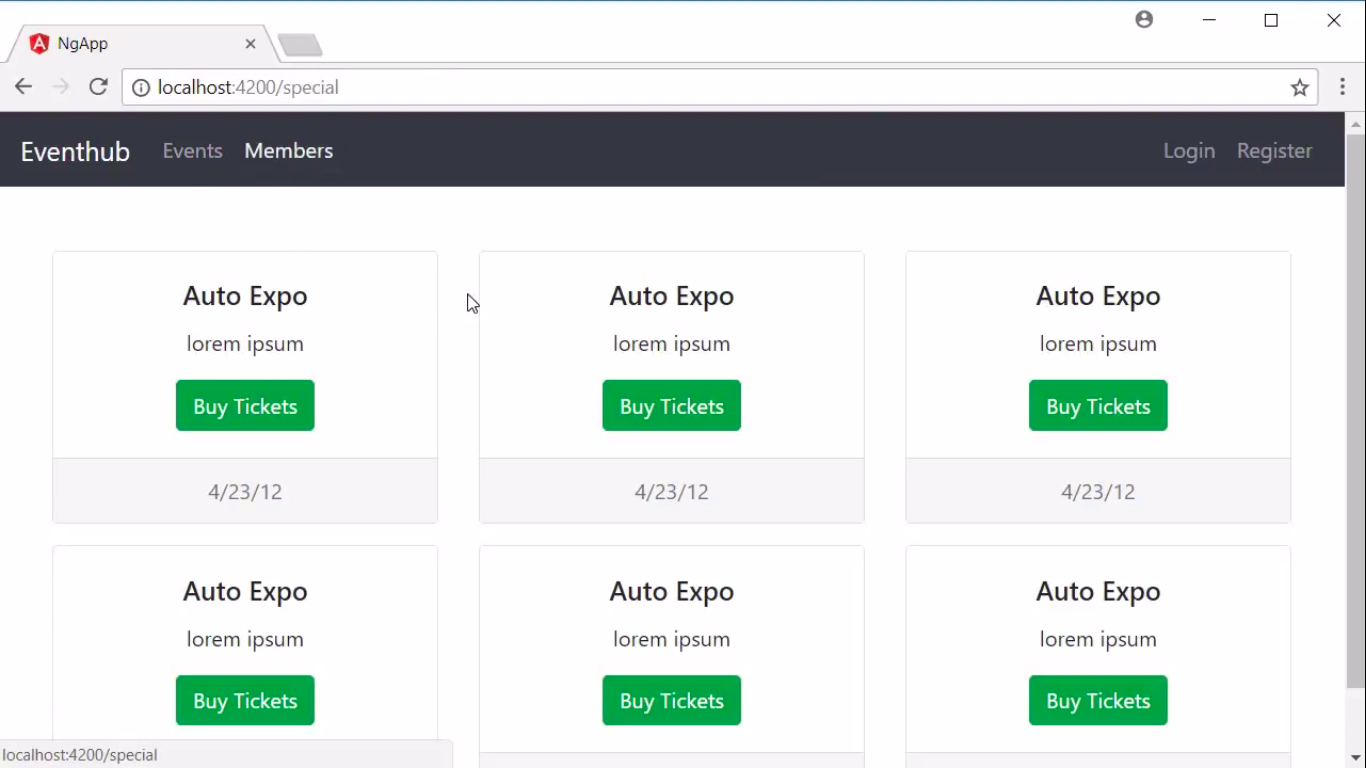 NgApp
localhost:4200/special
Eventhub Events Members Login Register
Auto Expo Auto Expo Auto Expo
lorem ipsum lorem ipsum lorem ipsum
Buy Tickets Buy Tickets Buy Tickets
4/23/12 4/23/12 4/23/12
Auto Expo Auto Expo Auto Expo
lorem ipsum lorem ipsum lorem ipsum
Buy Tickets Buy Tickets Buy Tickets
localhost:4200/special